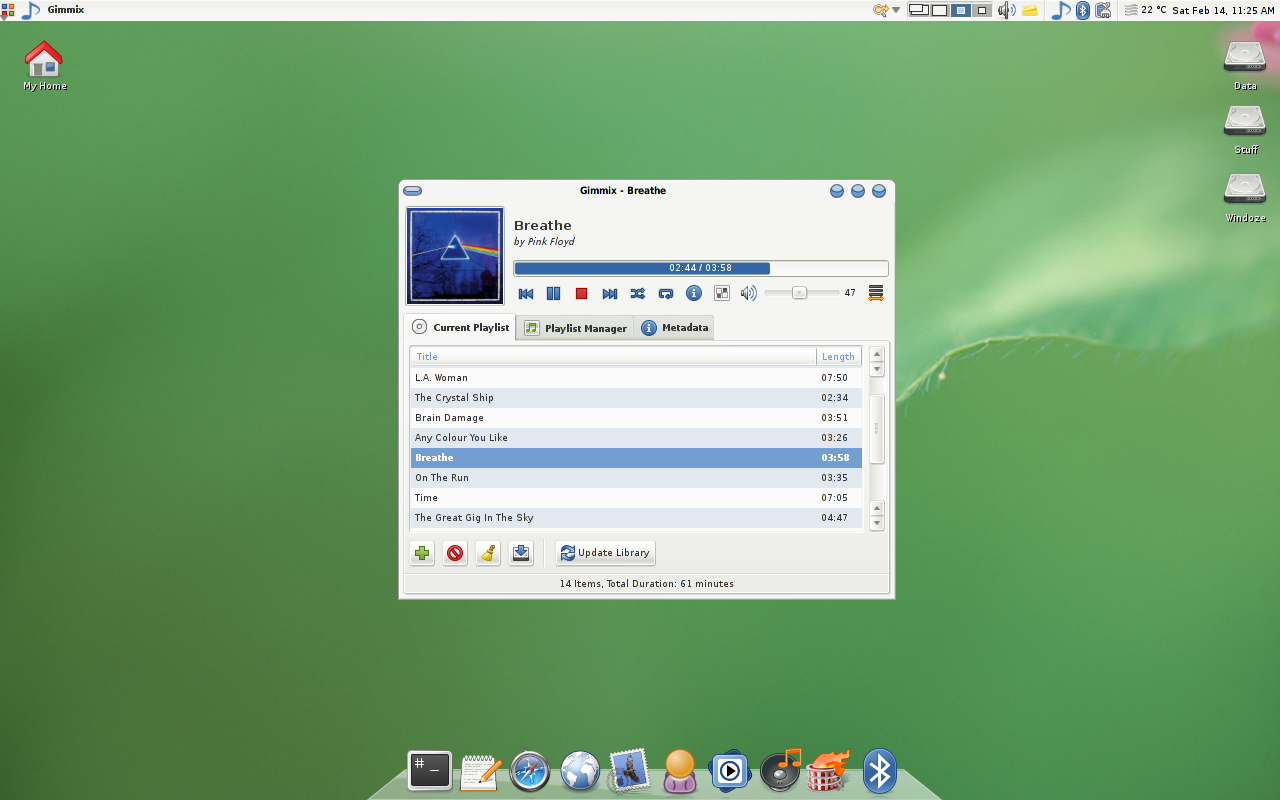 Gimmix
22 °C Sat Feb 14, 11:25 AM
My Home
Data
Stuff
Windoze
Gimmix - Breathe
Breathe
by Pink Floyd
02:44 / 03:58
47
Current Playlist Playlist Manager Metadata
Title Length
L.A. Woman 07:50
The Crystal Ship 02:34
Brain Damage 03:51
Any Colour You Like 03:26
Breathe 03:58
On The Run 03:35
Time 07:05
The Great Gig In The Sky 04:47
Update Library
14 Items, Total Duration: 61 minutes
# _